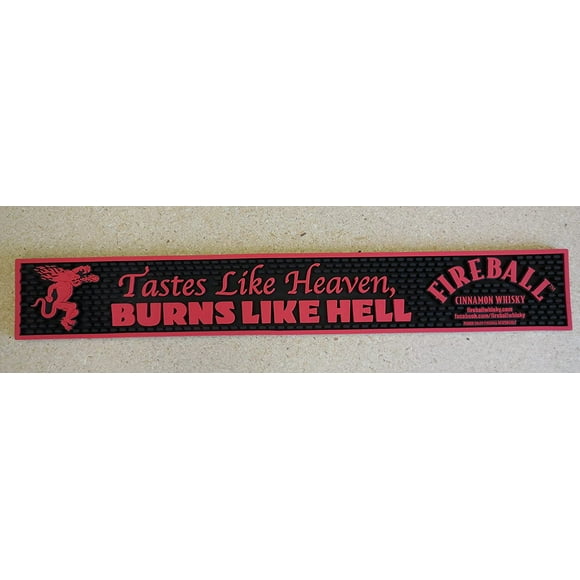 Tastes Like Heaven,
BURNS LIKE HELL
FIREBALL
CINNAMON WHISKY
fireballwhisky.com
facebook.com/fireballwhisky